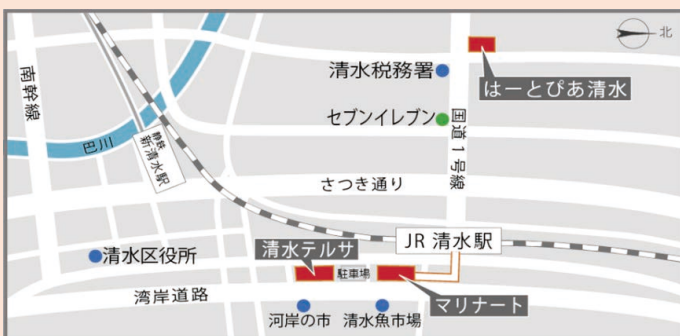 北
清水税務署
はーとぴあ清水
南幹線
セブンイレブン
国道1号線
巴川
静鉄
新清水駅
さつき通り
JR 清水駅
清水テルサ
清水区役所
駐車場
湾岸道路
マリナート
河岸の市
清水魚市場